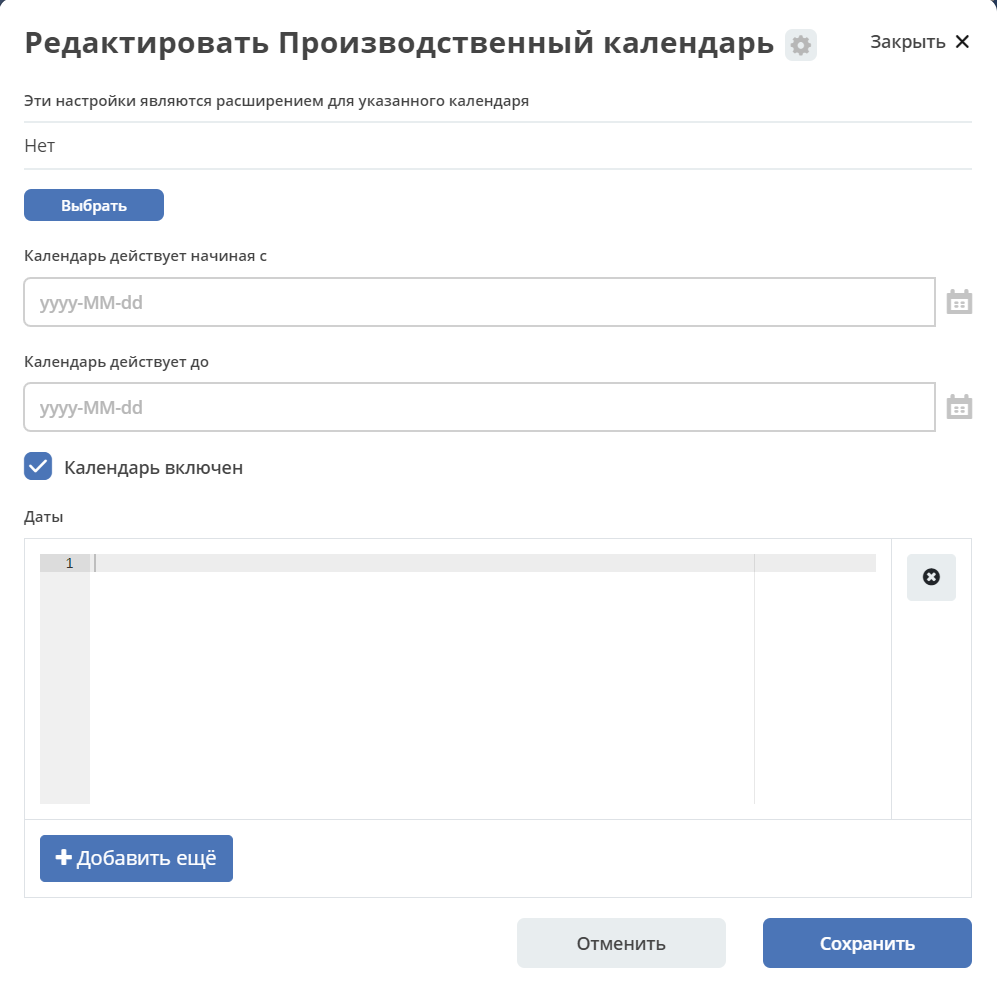 Редактировать Производственный календарь
Закрыть
Эти настройки являются расширением для указанного календаря
Нет
Выбрать
Календарь действует начиная с
yyyy-MM-dd
Календарь действует до
yyyy-MM-dd
Календарь включен
Даты
1
Добавить ещё
Отменить
Сохранить